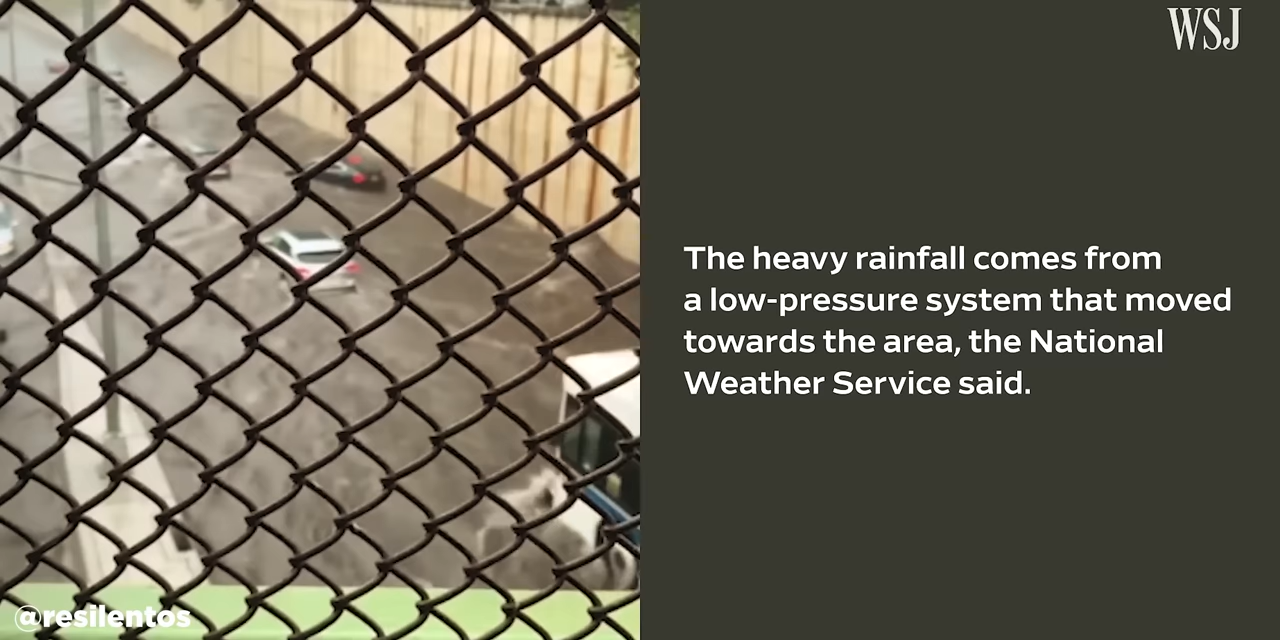 WSJ
The heavy rainfall comes from
a low-pressure system that moved
towards the area, the National
Weather Service said.
@resilentos